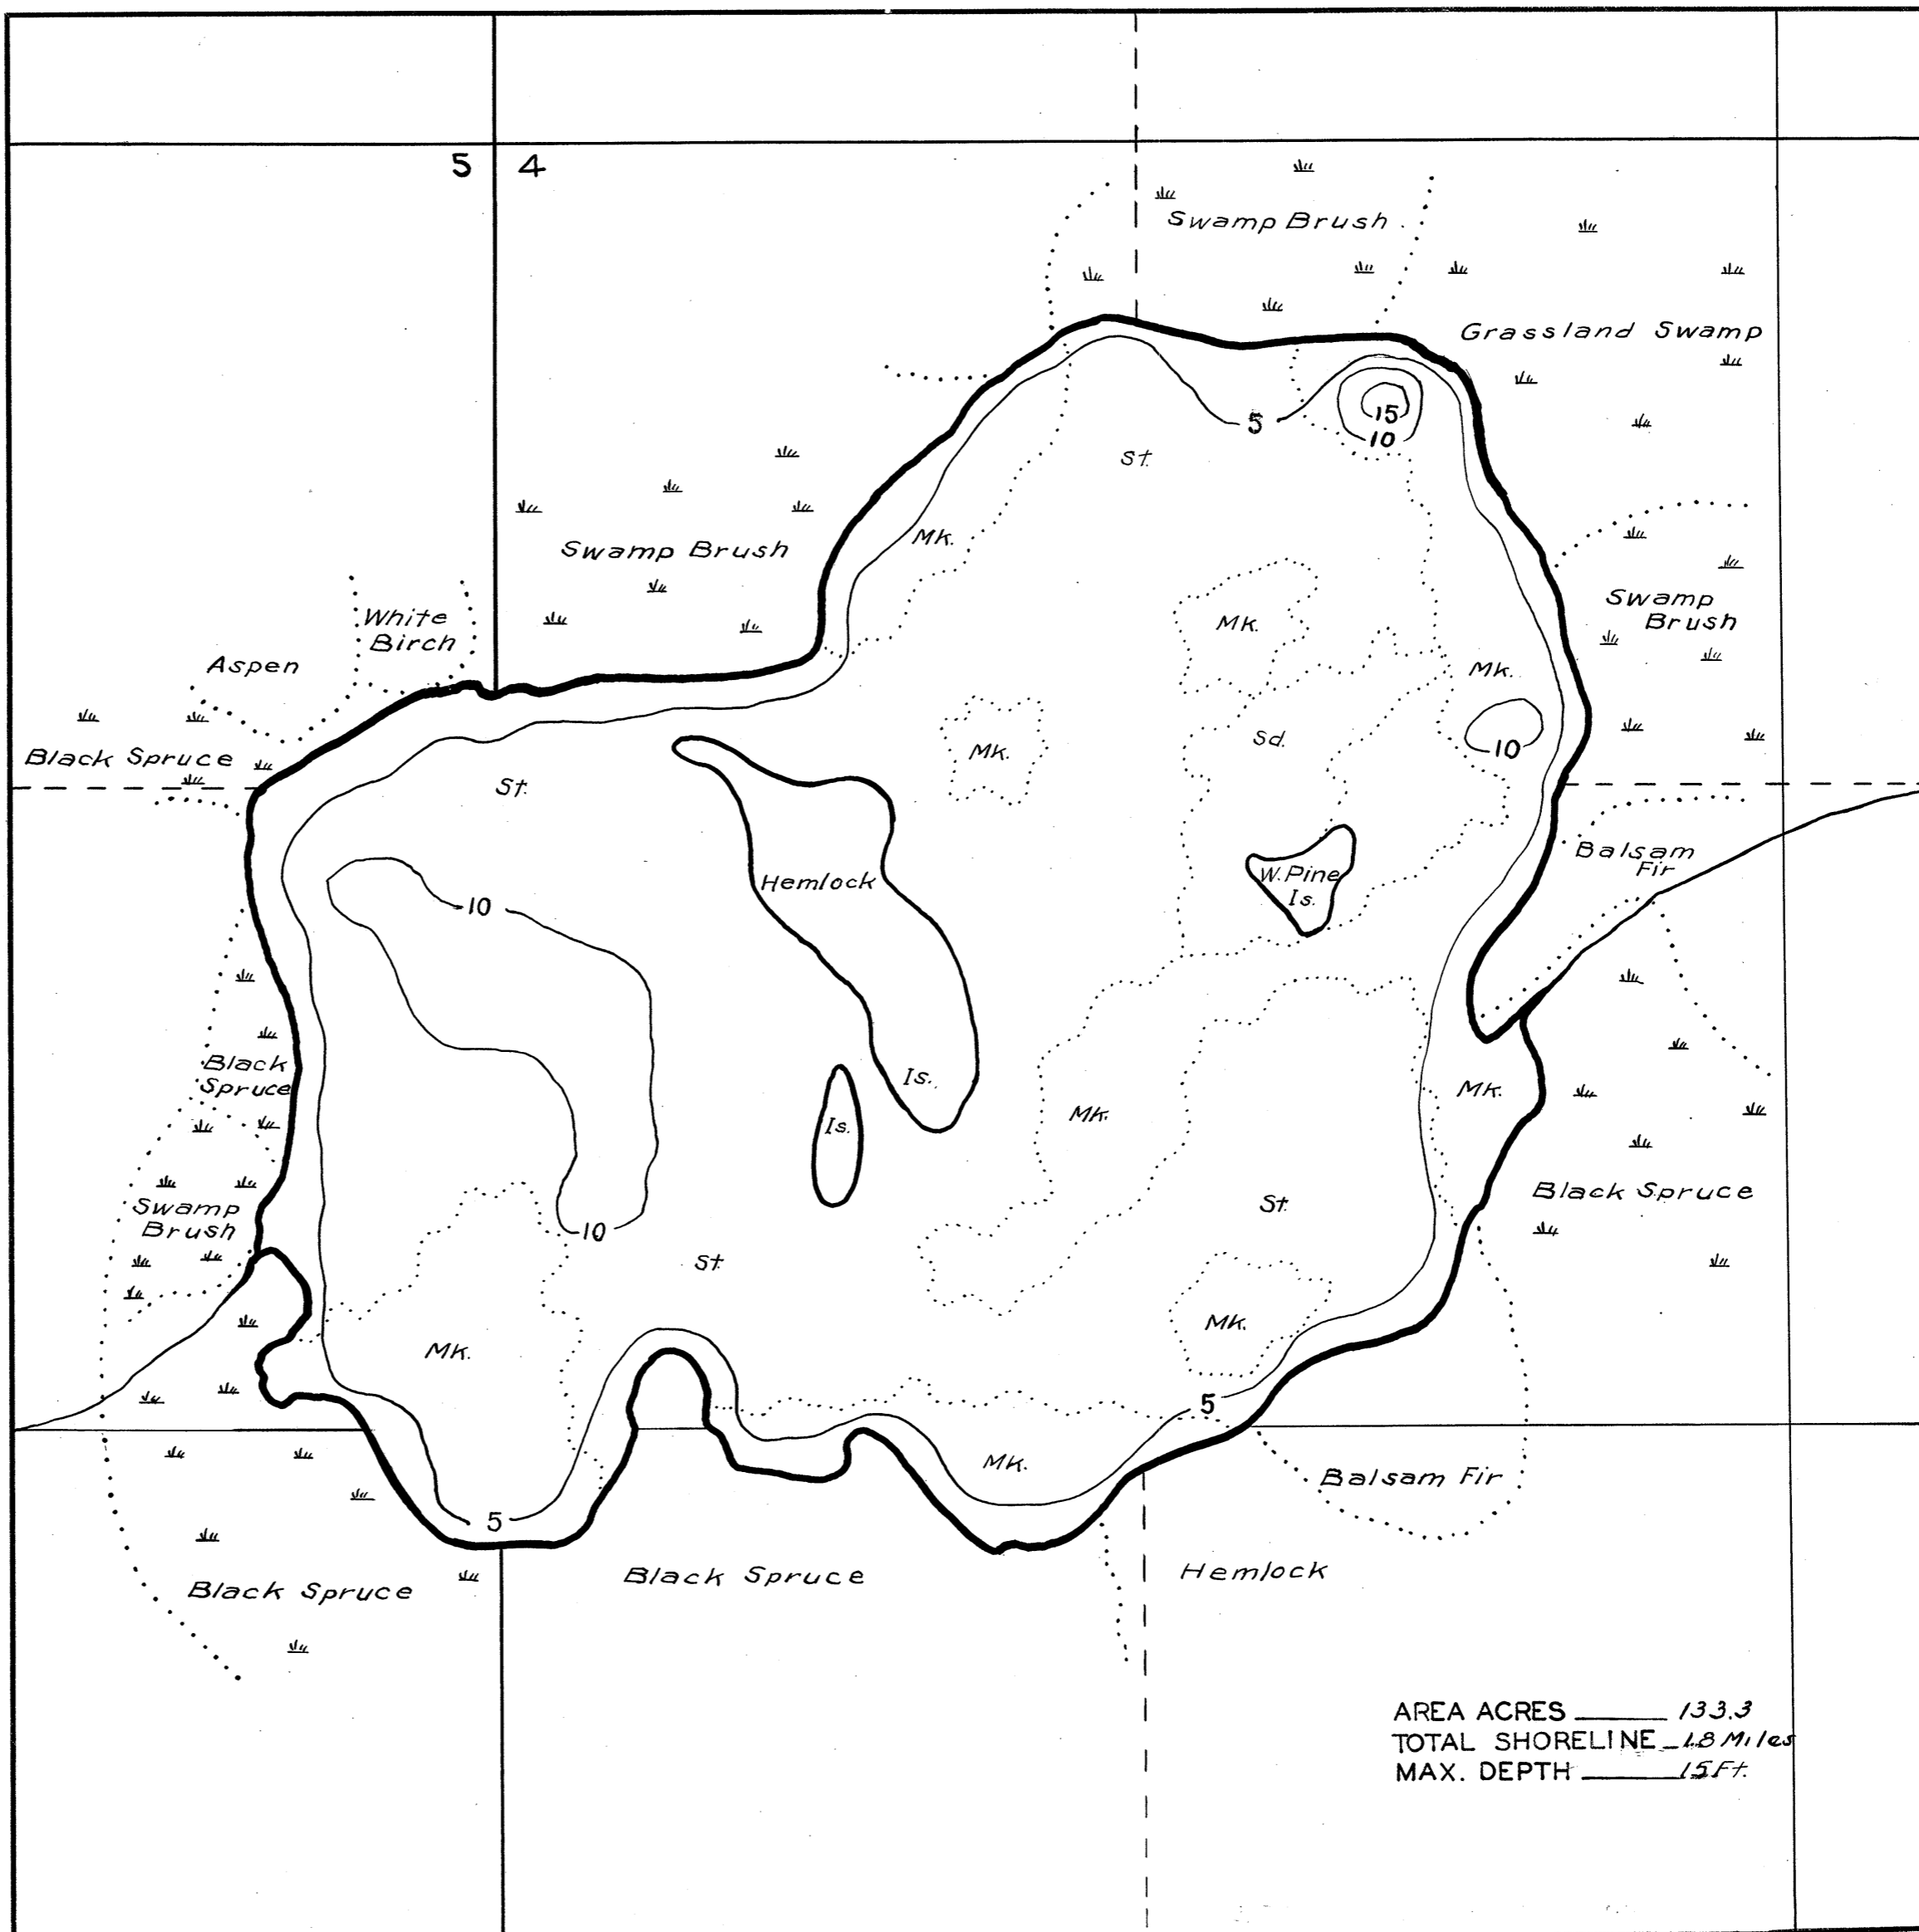 5 4
Swamp Brush
Grassland Swamp
15
5
10
St.
Mk.
Swamp Brush
Swamp
Brush
White
Birch
Mk.
Aspen
Mk.
Sd.
Mk.
10
Black Spruce
St.
Balsam
Fir
Hemlock
W. Pine
Is.
10
Black
Spruce
Is.
Mk.
Mk.
Is.
Black Spruce
St.
Swamp
Brush
10
St.
Mk.
Mk.
5
Mk.
Balsam Fir
5
Black Spruce
Black Spruce
Hemlock
AREA ACRES 133.3
TOTAL SHORELINE 1.8 Miles
MAX. DEPTH 15 Ft.